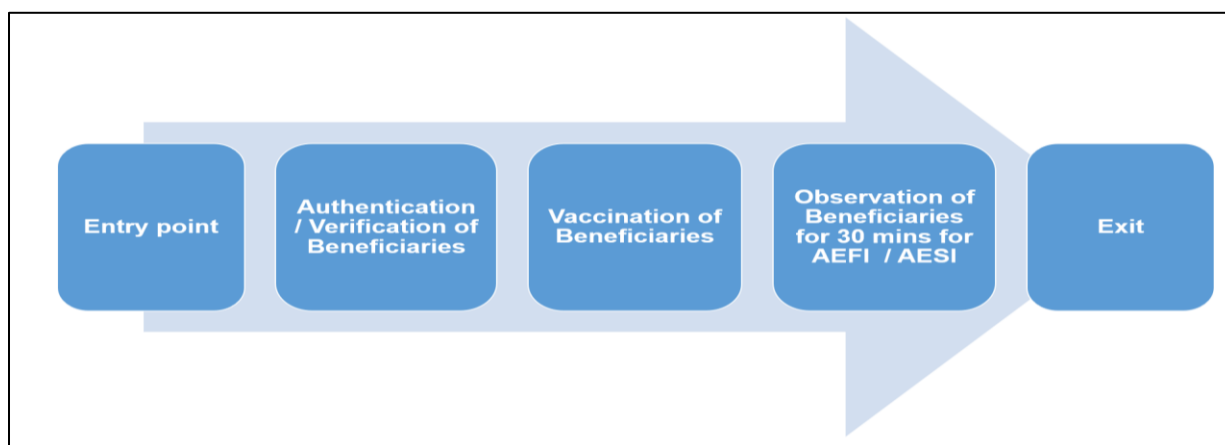 Entry point
Authentication
/ Verification of
Beneficiaries
Vaccination of
Beneficiaries
Observation of
Beneficiaries
for 30 mins for
AEFI / AESI
Exit